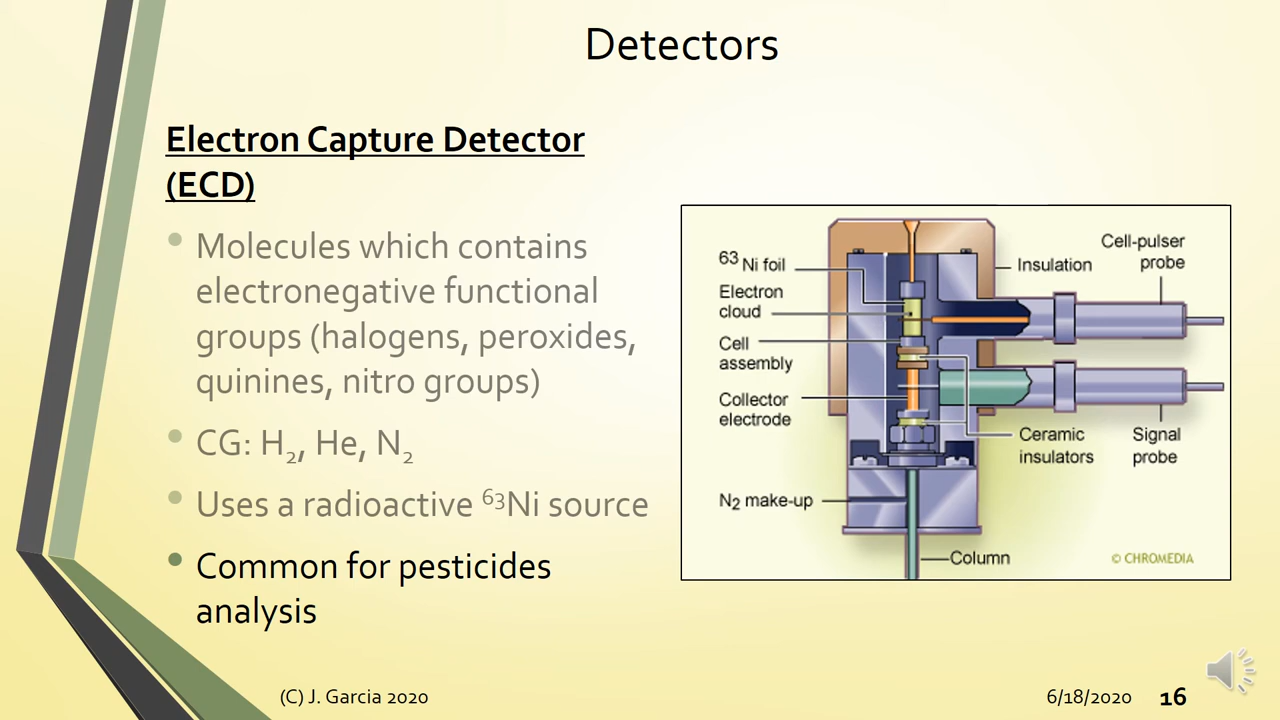 Detectors
Electron Capture Detector
(ECD)
• Molecules which contains
electronegative functional
groups (halogens, peroxides,
quinines, nitro groups)
• CG: H₂, He, N₂
• Uses a radioactive ⁶³Ni source
• Common for pesticides
analysis
⁶³Ni foil
Electron
cloud
Cell
assembly
Collector
electrode
N₂ make-up
Insulation
Cell-pulser
probe
Ceramic
insulators
Signal
probe
Column
© CHROMEDIA
(C) J. Garcia 2020
6/18/2020 16